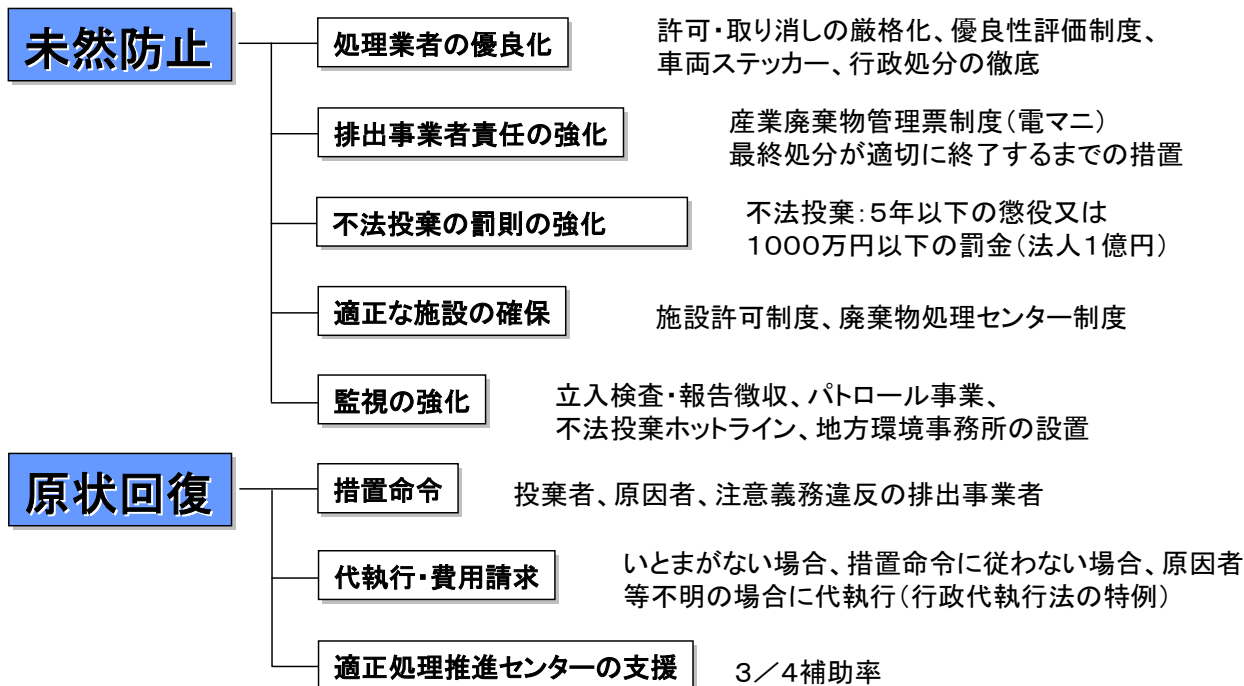 未然防止
処理業者の優良化
許可・取り消しの厳格化、優良性評価制度、
車両ステッカー、行政処分の徹底
排出事業者責任の強化
産業廃棄物管理票制度（電マニ）
最終処分が適切に終了するまでの措置
不法投棄の罰則の強化
不法投棄：５年以下の懲役又は
１０００万円以下の罰金（法人１億円）
適正な施設の確保
施設許可制度、廃棄物処理センター制度
監視の強化
立入検査・報告徴収、パトロール事業、
不法投棄ホットライン、地方環境事務所の設置
原状回復
措置命令
投棄者、原因者、注意義務違反の排出事業者
代執行・費用請求
いとまがない場合、措置命令に従わない場合、原因者
等不明の場合に代執行（行政代執行法の特例）
適正処理推進センターの支援
３／４補助率